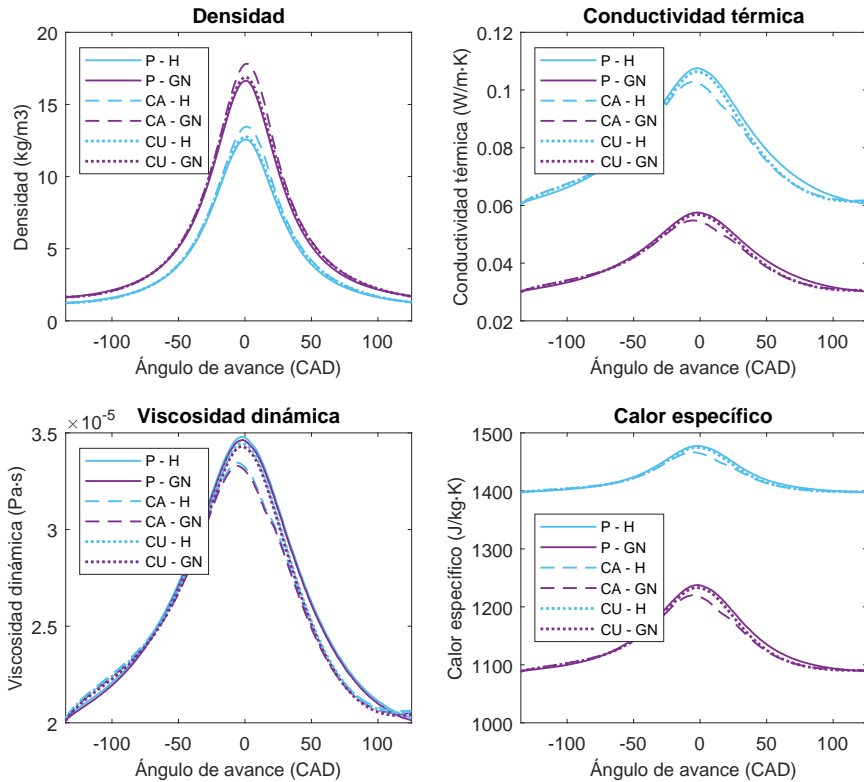 Densidad
20
15
10
5
0
Densidad (kg/m3)
P - H
P - GN
CA - H
CA - GN
CU - H
CU - GN
-100 -50 0 50 100
Ángulo de avance (CAD)
Conductividad térmica
0.12
0.1
0.08
0.06
0.04
0.02
Conductividad térmica (W/m·K)
P - H
P - GN
CA - H
CA - GN
CU - H
CU - GN
-100 -50 0 50 100
Ángulo de avance (CAD)
Viscosidad dinámica
× 10-5
3.5
3
2.5
2
Viscosidad dinámica (Pa·s)
P - H
P - GN
CA - H
CA - GN
CU - H
CU - GN
-100 -50 0 50 100
Ángulo de avance (CAD)
Calor específico
1500
1400
1300
1200
1100
1000
Calor específico (J/kg·K)
P - H
P - GN
CA - H
CA - GN
CU - H
CU - GN
-100 -50 0 50 100
Ángulo de avance (CAD)